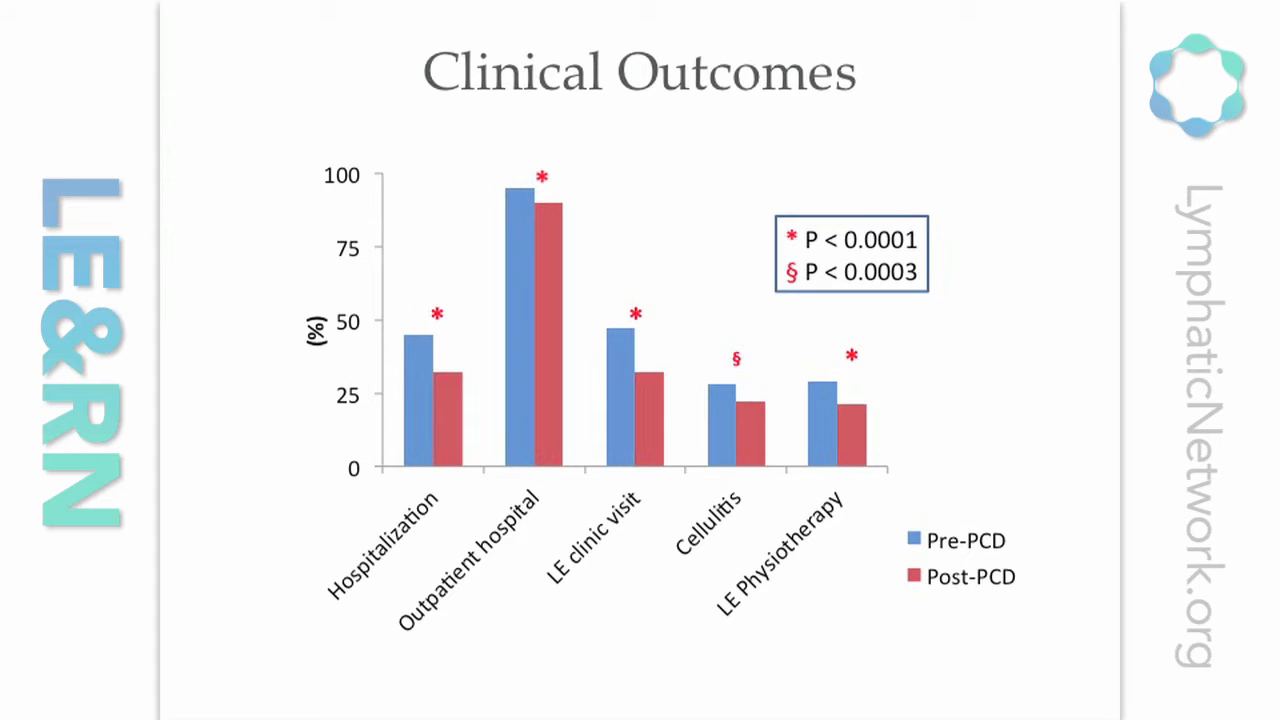 Clinical Outcomes
LE&RN
LymphaticNetwork.org
100
75
50
25
0
(%)
*
*
*
§
*
* P < 0.0001
§ P < 0.0003
Hospitalization
Outpatient hospital
LE clinic visit
Cellulitis
LE Physiotherapy
Pre-PCD
Post-PCD